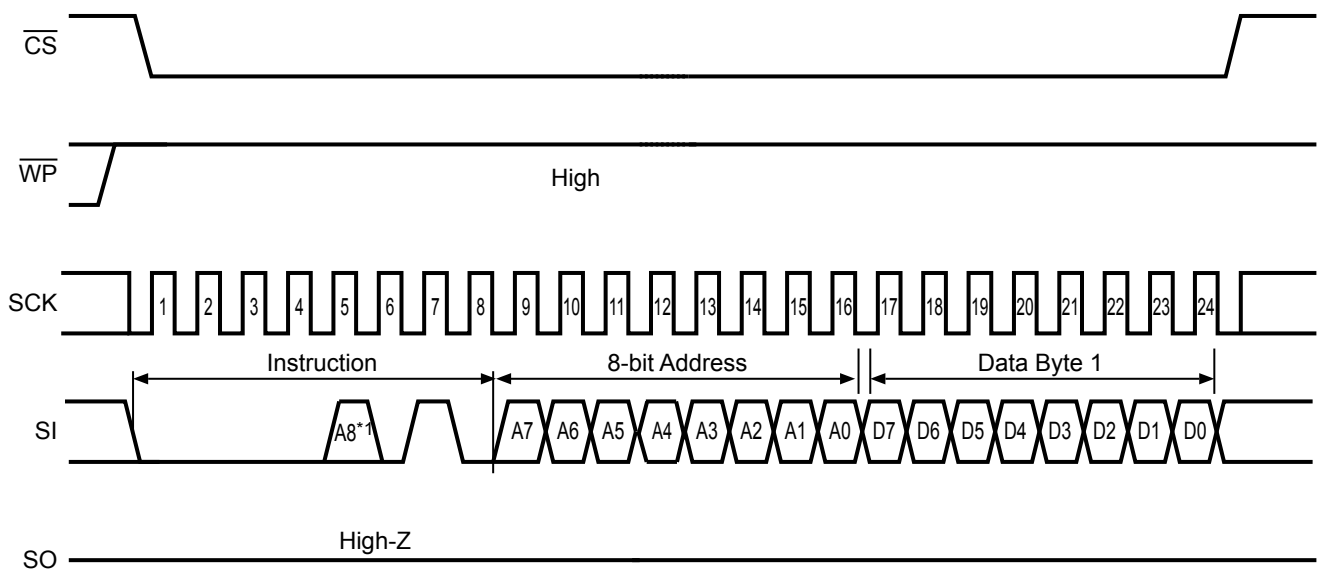 CS
WP
High
SCK 1 2 3 4 5 6 7 8 9 10 11 12 13 14 15 16 17 18 19 20 21 22 23 24
Instruction 8-bit Address Data Byte 1
SI A8*1 A7 A6 A5 A4 A3 A2 A1 A0 D7 D6 D5 D4 D3 D2 D1 D0
High-Z
SO